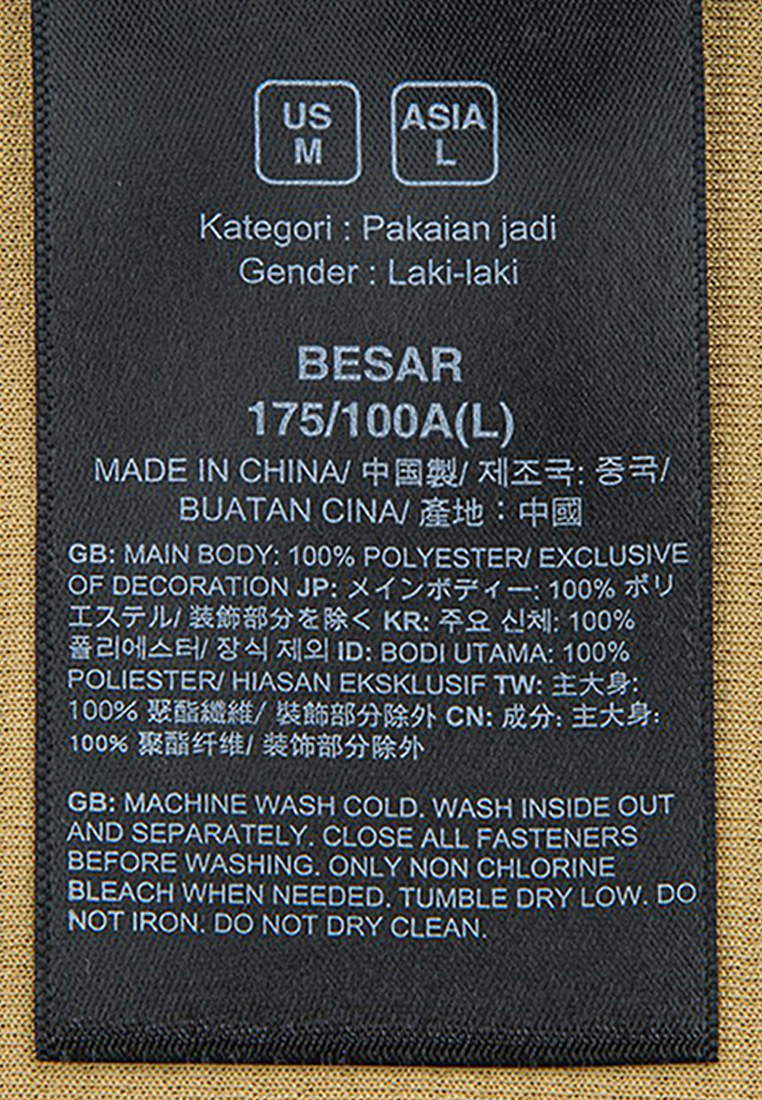 US
M
ASIA
L
Kategori : Pakaian jadi
Gender : Laki-laki
BESAR
175/100A(L)
MADE IN CHINA/ 中国製/ 제조국: 중국/
BUATAN CINA/ 產地：中國
GB: MAIN BODY: 100% POLYESTER/ EXCLUSIVE
OF DECORATION JP: メインボディー: 100% ポリ
エステル/ 装飾部分を除く KR: 주요 신체: 100%
폴리에스터/ 장식 제외 ID: BODI UTAMA: 100%
POLIESTER/ HIASAN EKSKLUSIF TW: 主大身:
100% 聚酯纖維/ 裝飾部分除外 CN: 成分: 主大身:
100% 聚酯纤维/ 装饰部分除外
GB: MACHINE WASH COLD. WASH INSIDE OUT
AND SEPARATELY. CLOSE ALL FASTENERS
BEFORE WASHING. ONLY NON CHLORINE
BLEACH WHEN NEEDED. TUMBLE DRY LOW. DO
NOT IRON. DO NOT DRY CLEAN.